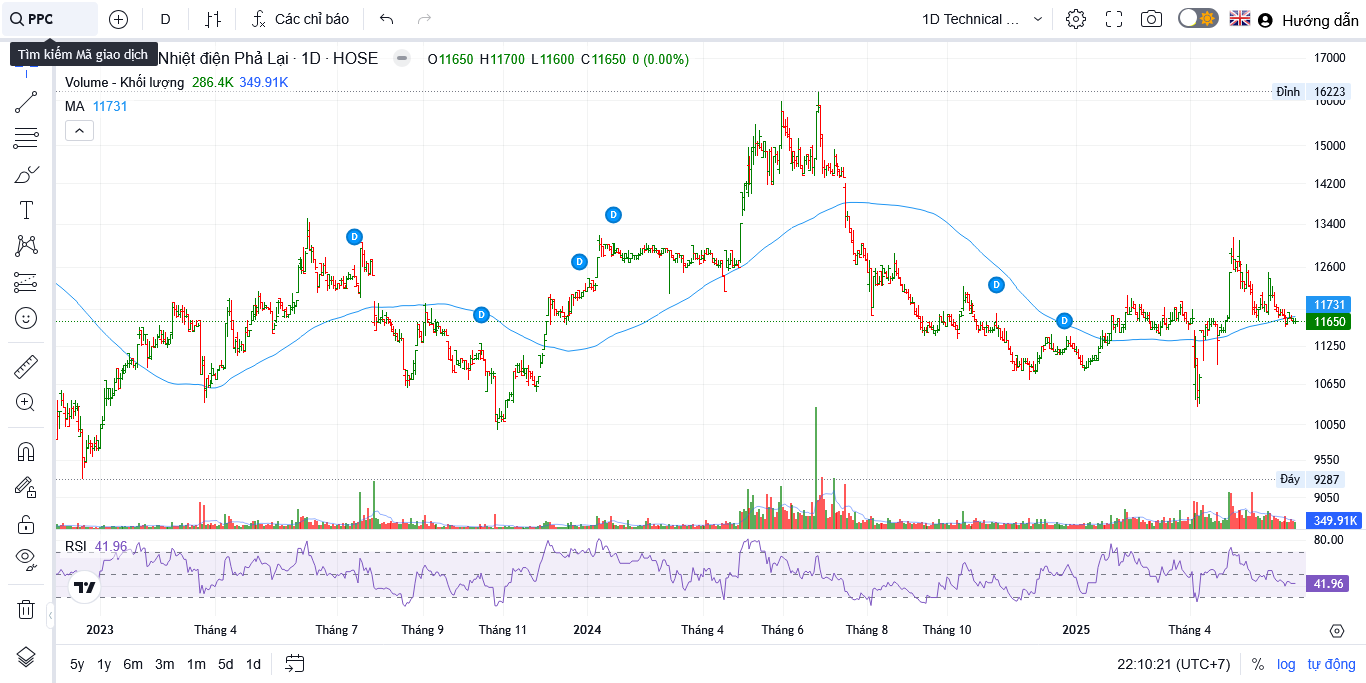 PPC
D
Các chỉ báo
1D Technical ...
Hướng dẫn
Tìm kiếm Mã giao dịch
Nhiệt điện Phả Lại · 1D · HOSE
O11650 H11700 L11600 C11650 0 (0.00%)
Volume - Khối lượng 286.4K 349.91K
MA 11731
17000
Đỉnh 16223
16000
15000
14200
13400
12600
11731
11650
11250
10650
10050
9550
Đáy 9287
9050
349.91K
D
D
D
D
D
D
RSI 41.96
80.00
41.96
2023 Tháng 4 Tháng 7 Tháng 9 Tháng 11 2024 Tháng 4 Tháng 6 Tháng 8 Tháng 10 2025 Tháng 4
5y 1y 6m 3m 1m 5d 1d
22:10:21 (UTC+7) % log tự động